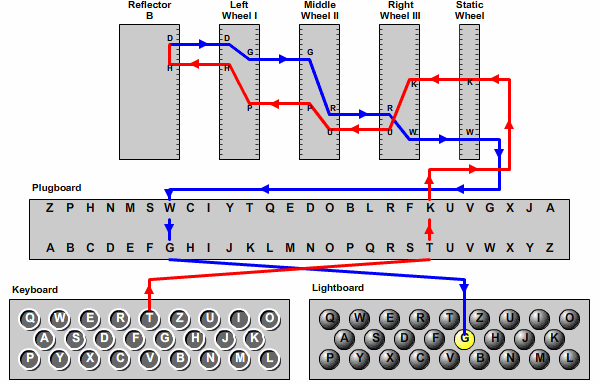 Reflector B
Left Wheel I
Middle Wheel II
Right Wheel III
Static Wheel
D D G G
H H K K
P P R R
U U W W
Plugboard
Z P H N M S W C I Y T Q E D O B L R F K U V G X J A
A B C D E F G H I J K L M N O P Q R S T U V W X Y Z
Keyboard
Q W E R T Z U I O
A S D F G H J K
P Y X C V B N M L
Lightboard
Q W E R T Z U I O
A S D F G H J K
P Y X C V B N M L